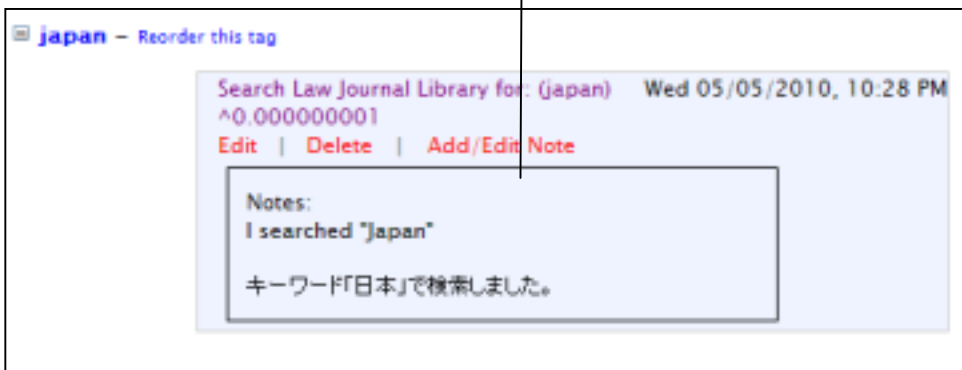 japan – Reorder this tag
Search Law Journal Library for: (japan) Wed 05/05/2010, 10:28 PM
^0.000000001
Edit | Delete | Add/Edit Note
Notes:
I searched "Japan"
キーワード「日本」で検索しました。